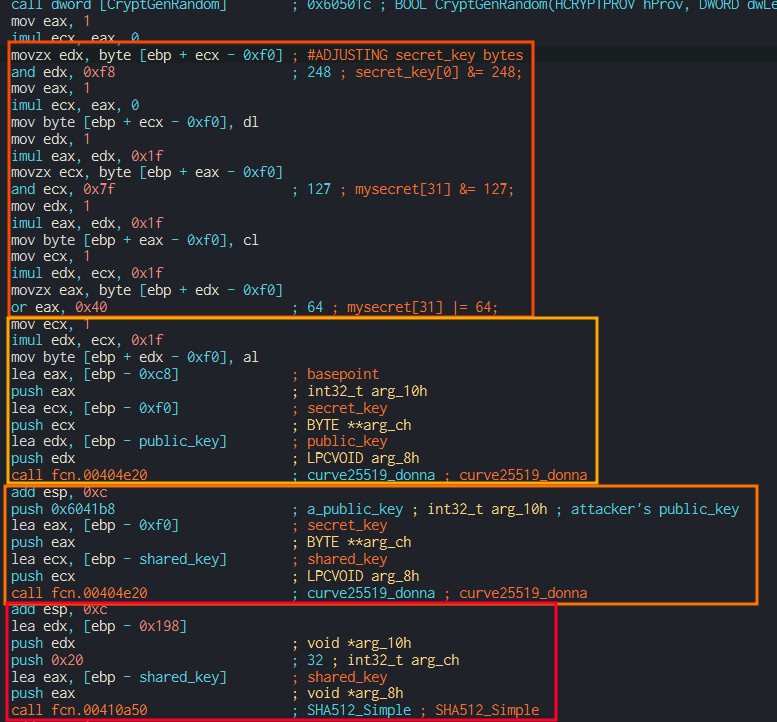 call dword [CryptGenRandom] ; 0x60501c ; BOOL CryptGenRandom(HCRYPTPROV hProv, DWORD dwLe
mov eax, 1
imul ecx, eax, 0
movzx edx, byte [ebp + ecx - 0xf0] ; #ADJUSTING secret_key bytes
and edx, 0xf8 ; 248 ; secret_key[0] &= 248;
mov eax, 1
imul ecx, eax, 0
mov byte [ebp + ecx - 0xf0], dl
mov edx, 1
imul eax, edx, 0x1f
movzx ecx, byte [ebp + eax - 0xf0]
and ecx, 0x7f ; 127 ; mysecret[31] &= 127;
mov edx, 1
imul eax, edx, 0x1f
mov byte [ebp + eax - 0xf0], cl
mov ecx, 1
imul edx, ecx, 0x1f
movzx eax, byte [ebp + edx - 0xf0]
or eax, 0x40 ; 64 ; mysecret[31] |= 64;
mov ecx, 1
imul edx, ecx, 0x1f
mov byte [ebp + edx - 0xf0], al
lea eax, [ebp - 0xc8] ; basepoint
push eax ; int32_t arg_10h
lea ecx, [ebp - 0xf0] ; secret_key
push ecx ; BYTE **arg_ch
lea edx, [ebp - public_key] ; public_key
push edx ; LPCVOID arg_8h
call fcn.00404e20 ; curve25519_donna ; curve25519_donna
add esp, 0xc
push 0x6041b8 ; a_public_key ; int32_t arg_10h ; attacker's public_key
lea eax, [ebp - 0xf0] ; secret_key
push eax ; BYTE **arg_ch
lea ecx, [ebp - shared_key] ; shared_key
push ecx ; LPCVOID arg_8h
call fcn.00404e20 ; curve25519_donna ; curve25519_donna
add esp, 0xc
lea edx, [ebp - 0x198]
push edx ; void *arg_10h
push 0x20 ; 32 ; int32_t arg_ch
lea eax, [ebp - shared_key] ; shared_key
push eax ; void *arg_8h
call fcn.00410a50 ; SHA512_Simple ; SHA512_Simple